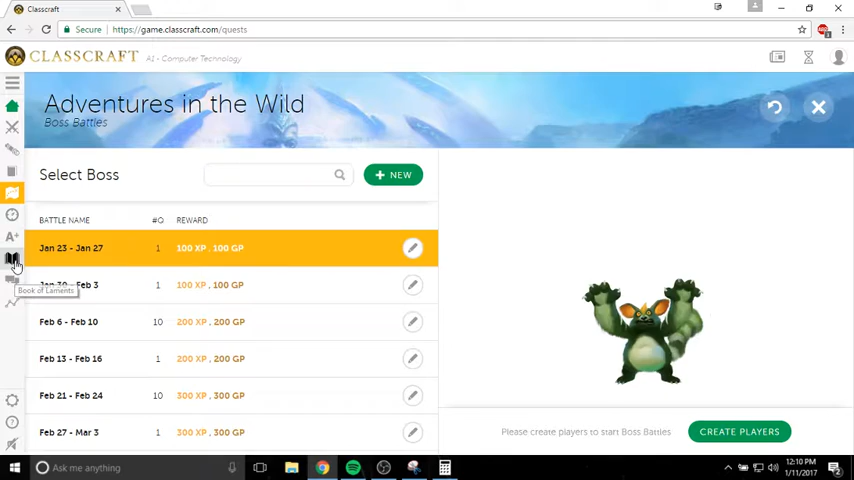 Classcraft
Secure | https://game.classcraft.com/quests
CLASSCRAFT A1 - Computer Technology
Adventures in the Wild
Boss Battles
Select Boss
+ NEW
BATTLE NAME #Q REWARD
Jan 23 - Jan 27 1 100 XP , 100 GP
Jan 30 - Feb 3 1 100 XP , 100 GP
Book of Laments
Feb 6 - Feb 10 10 200 XP , 200 GP
Feb 13 - Feb 16 1 200 XP , 200 GP
Feb 21 - Feb 24 10 300 XP , 300 GP
Feb 27 - Mar 3 1 300 XP , 300 GP
Please create players to start Boss Battles CREATE PLAYERS
A+
Ask me anything
12:10 PM
1/11/2017